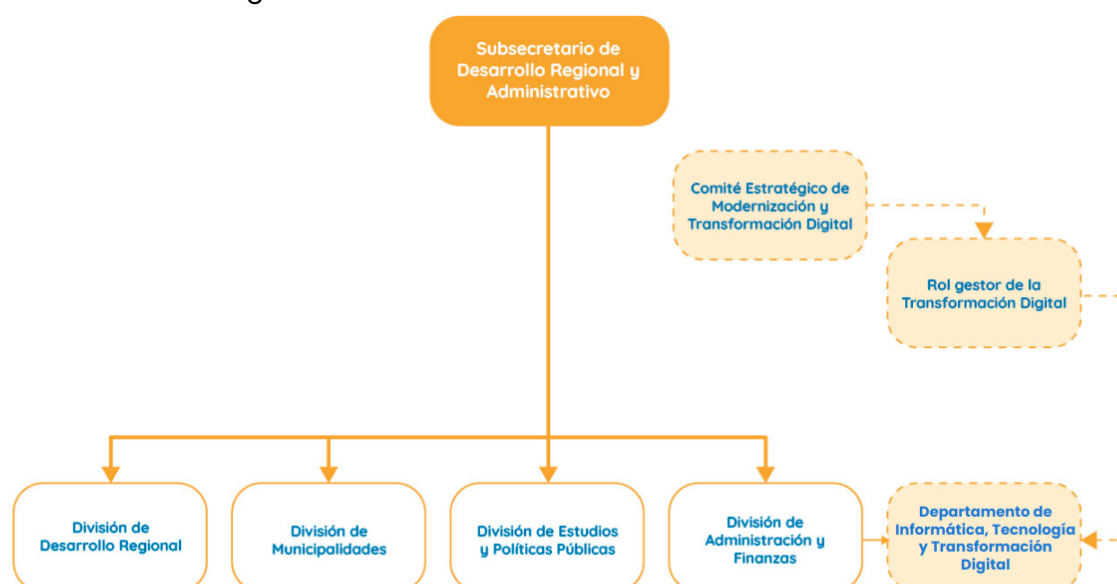 Subsecretario de
Desarrollo Regional y
Administrativo
Comité Estratégico de
Modernización y
Transformación Digital
Rol gestor de la
Transformación Digital
División de
Desarrollo Regional
División de
Municipalidades
División de Estudios
y Políticas Públicas
División de
Administración y
Finanzas
Departamento de
Informática, Tecnología
y Transformación
Digital